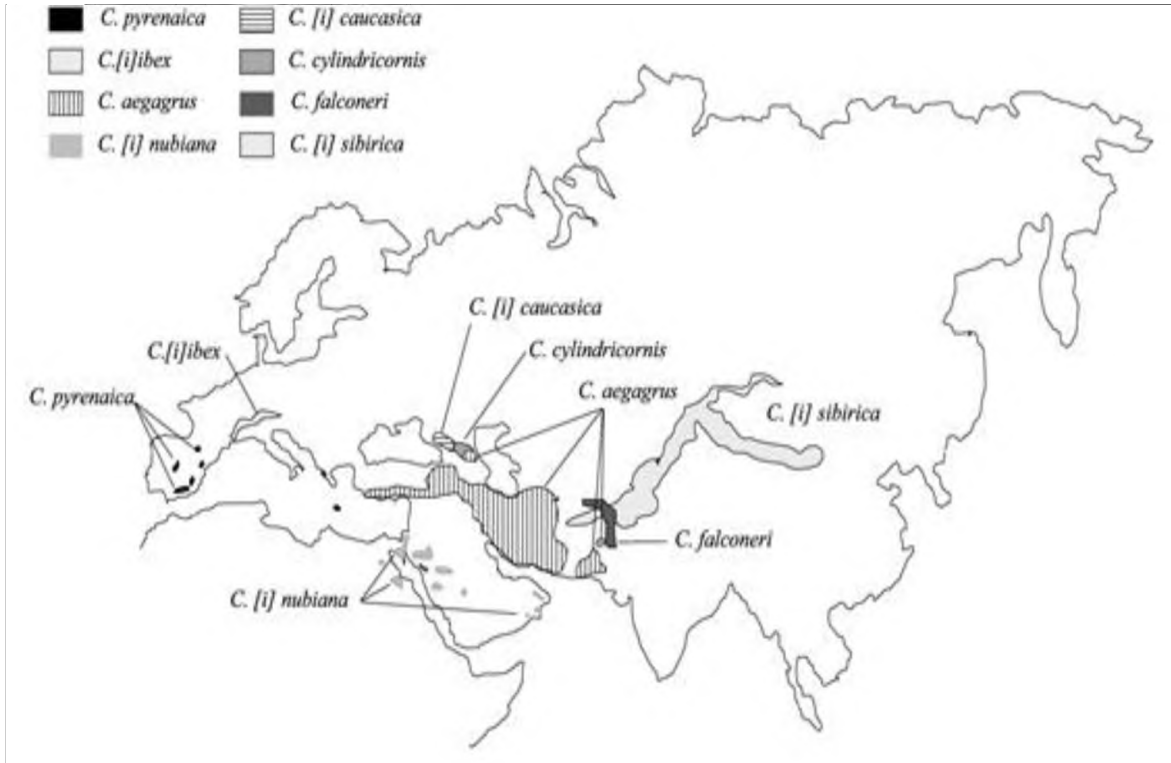 C. pyrenaica
C. [i] caucasica
C.[i]ibex
C. cylindricornis
C. aegagrus
C. falconeri
C. [i] nubiana
C. [i] sibirica
C. [i] caucasica
C.[i]ibex
C. cylindricornis
C. pyrenaica
C. aegagrus
C. [i] sibirica
C. falconeri
C. [i] nubiana